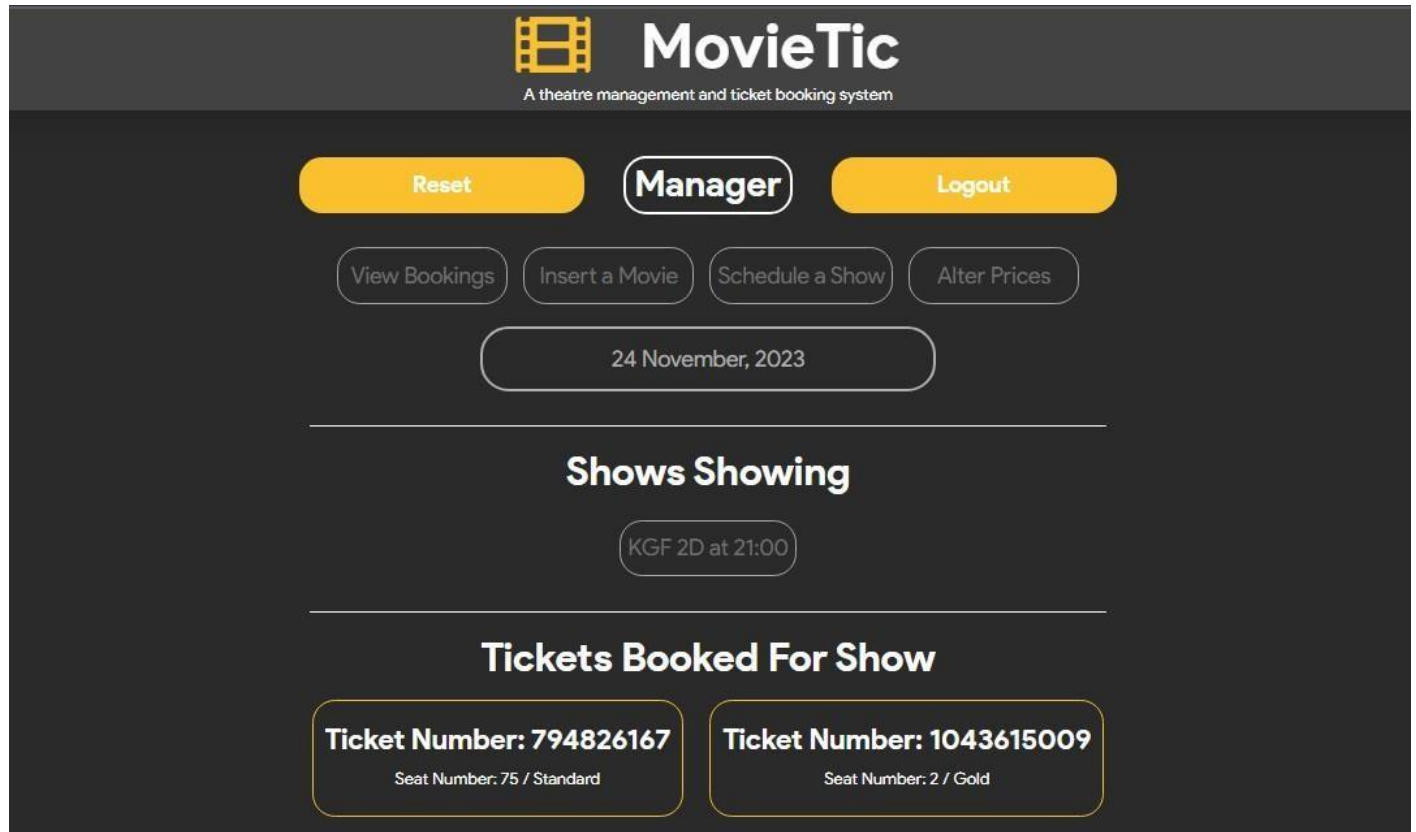 MovieTic
A theatre management and ticket booking system
Reset Manager Logout
View Bookings Insert a Movie Schedule a Show Alter Prices
24 November, 2023
Shows Showing
KGF 2D at 21:00
Tickets Booked For Show
Ticket Number: 794826167 Ticket Number: 1043615009
Seat Number: 75 / Standard Seat Number: 2 / Gold